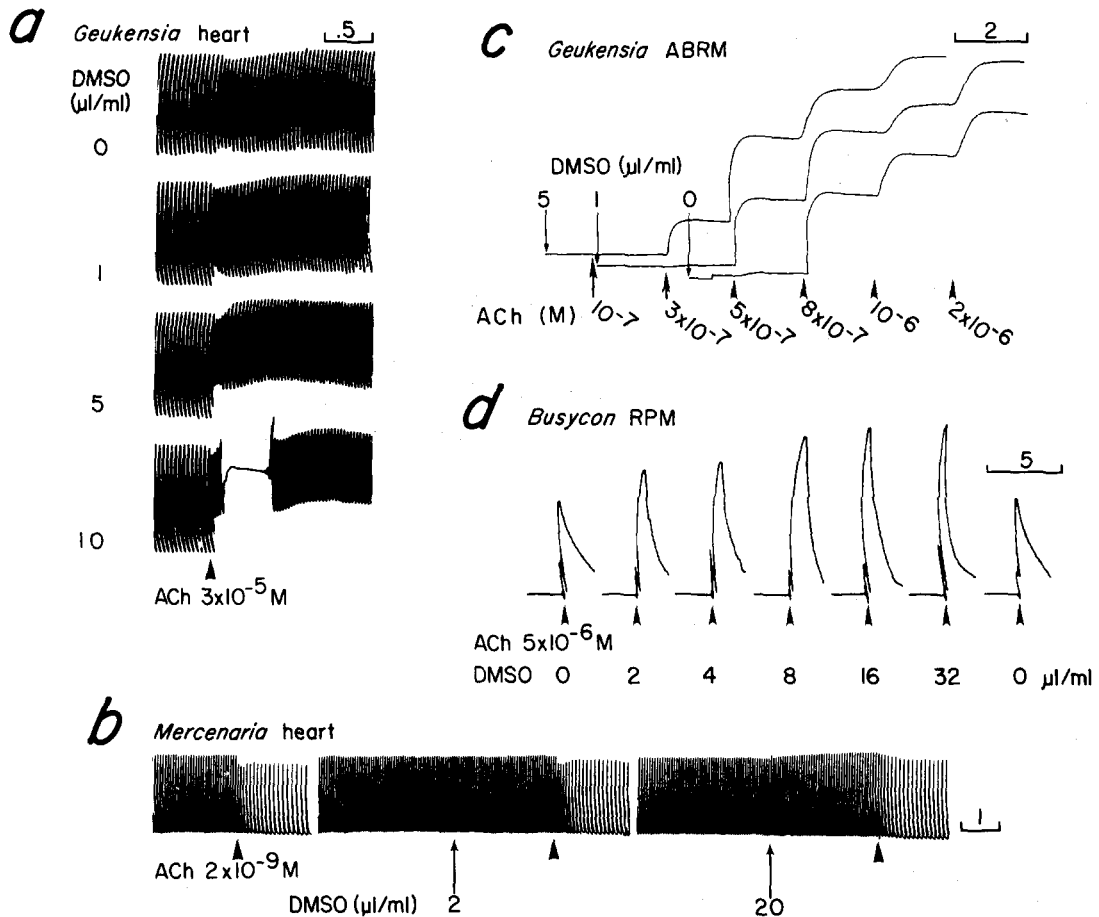 a Geukensia heart
.5
DMSO
(µl/ml)
0
1
5
10
ACh 3x10⁻⁵M
c Geukensia ABRM
2
DMSO (µl/ml)
5 1 0
ACh (M) 10⁻⁷ 3x10⁻⁷ 5x10⁻⁷ 8x10⁻⁷ 10⁻⁶ 2x10⁻⁶
d Busycon RPM
5
ACh 5x10⁻⁶M
DMSO 0 2 4 8 16 32 0 µl/ml
b Mercenaria heart
1
ACh 2x10⁻⁹M
DMSO (µl/ml) 2 20